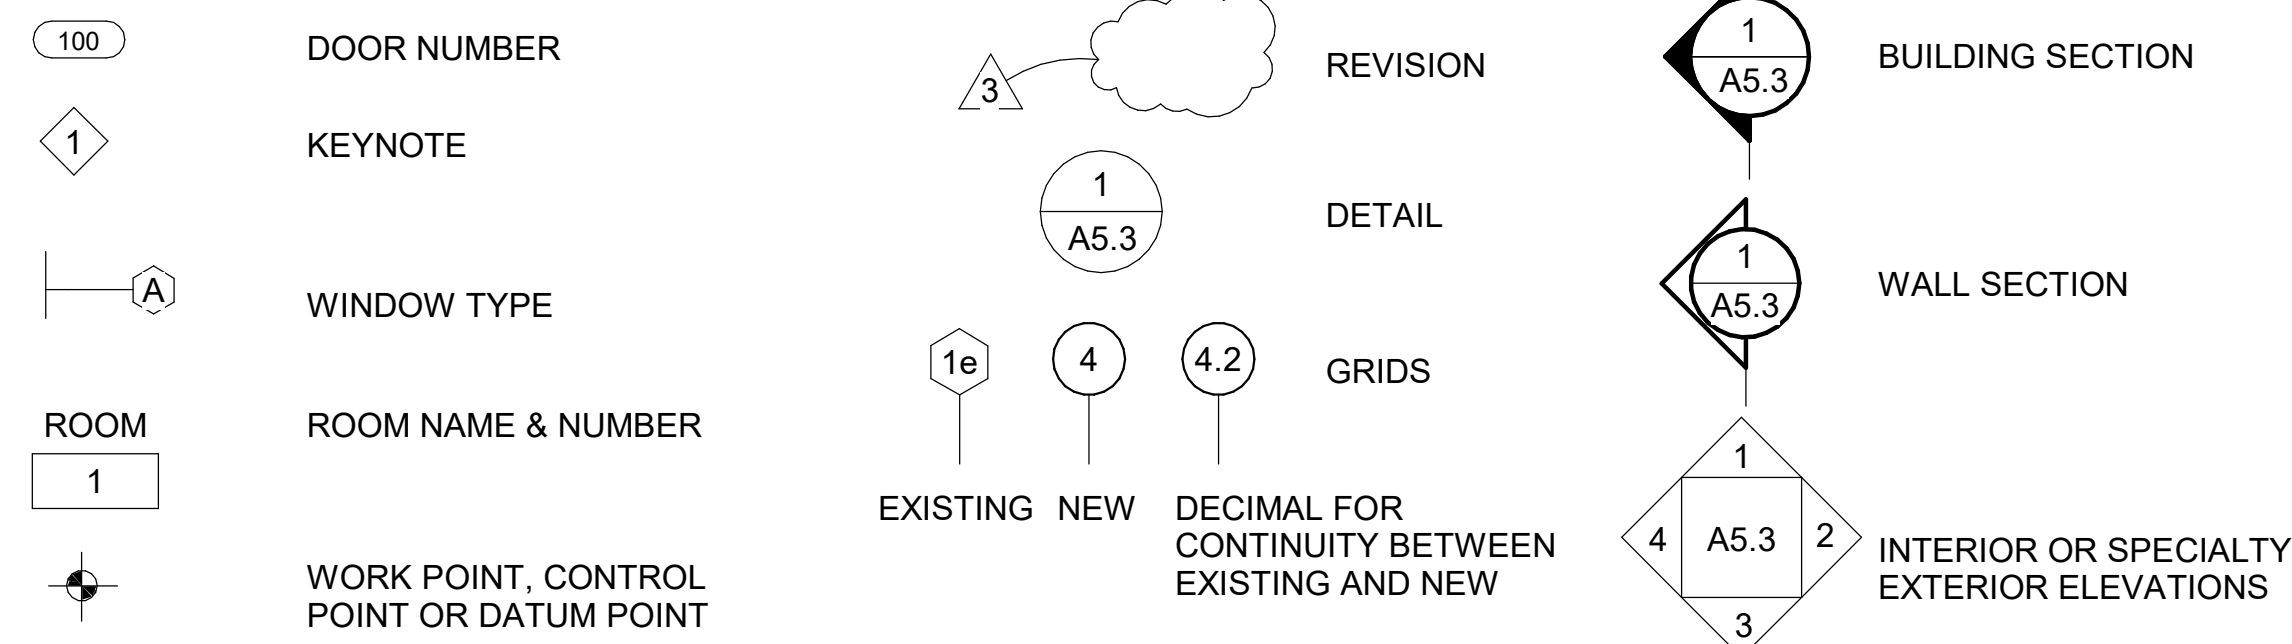 100
DOOR NUMBER
1
KEYNOTE
A
WINDOW TYPE
ROOM
ROOM NAME & NUMBER
1
WORK POINT, CONTROL
POINT OR DATUM POINT
3
REVISION
1
A5.3
DETAIL
1e
4
4.2
GRIDS
EXISTING
NEW
DECIMAL FOR
CONTINUITY BETWEEN
EXISTING AND NEW
1
A5.3
BUILDING SECTION
1
A5.3
WALL SECTION
1
4
A5.3
2
3
INTERIOR OR SPECIALTY
EXTERIOR ELEVATIONS